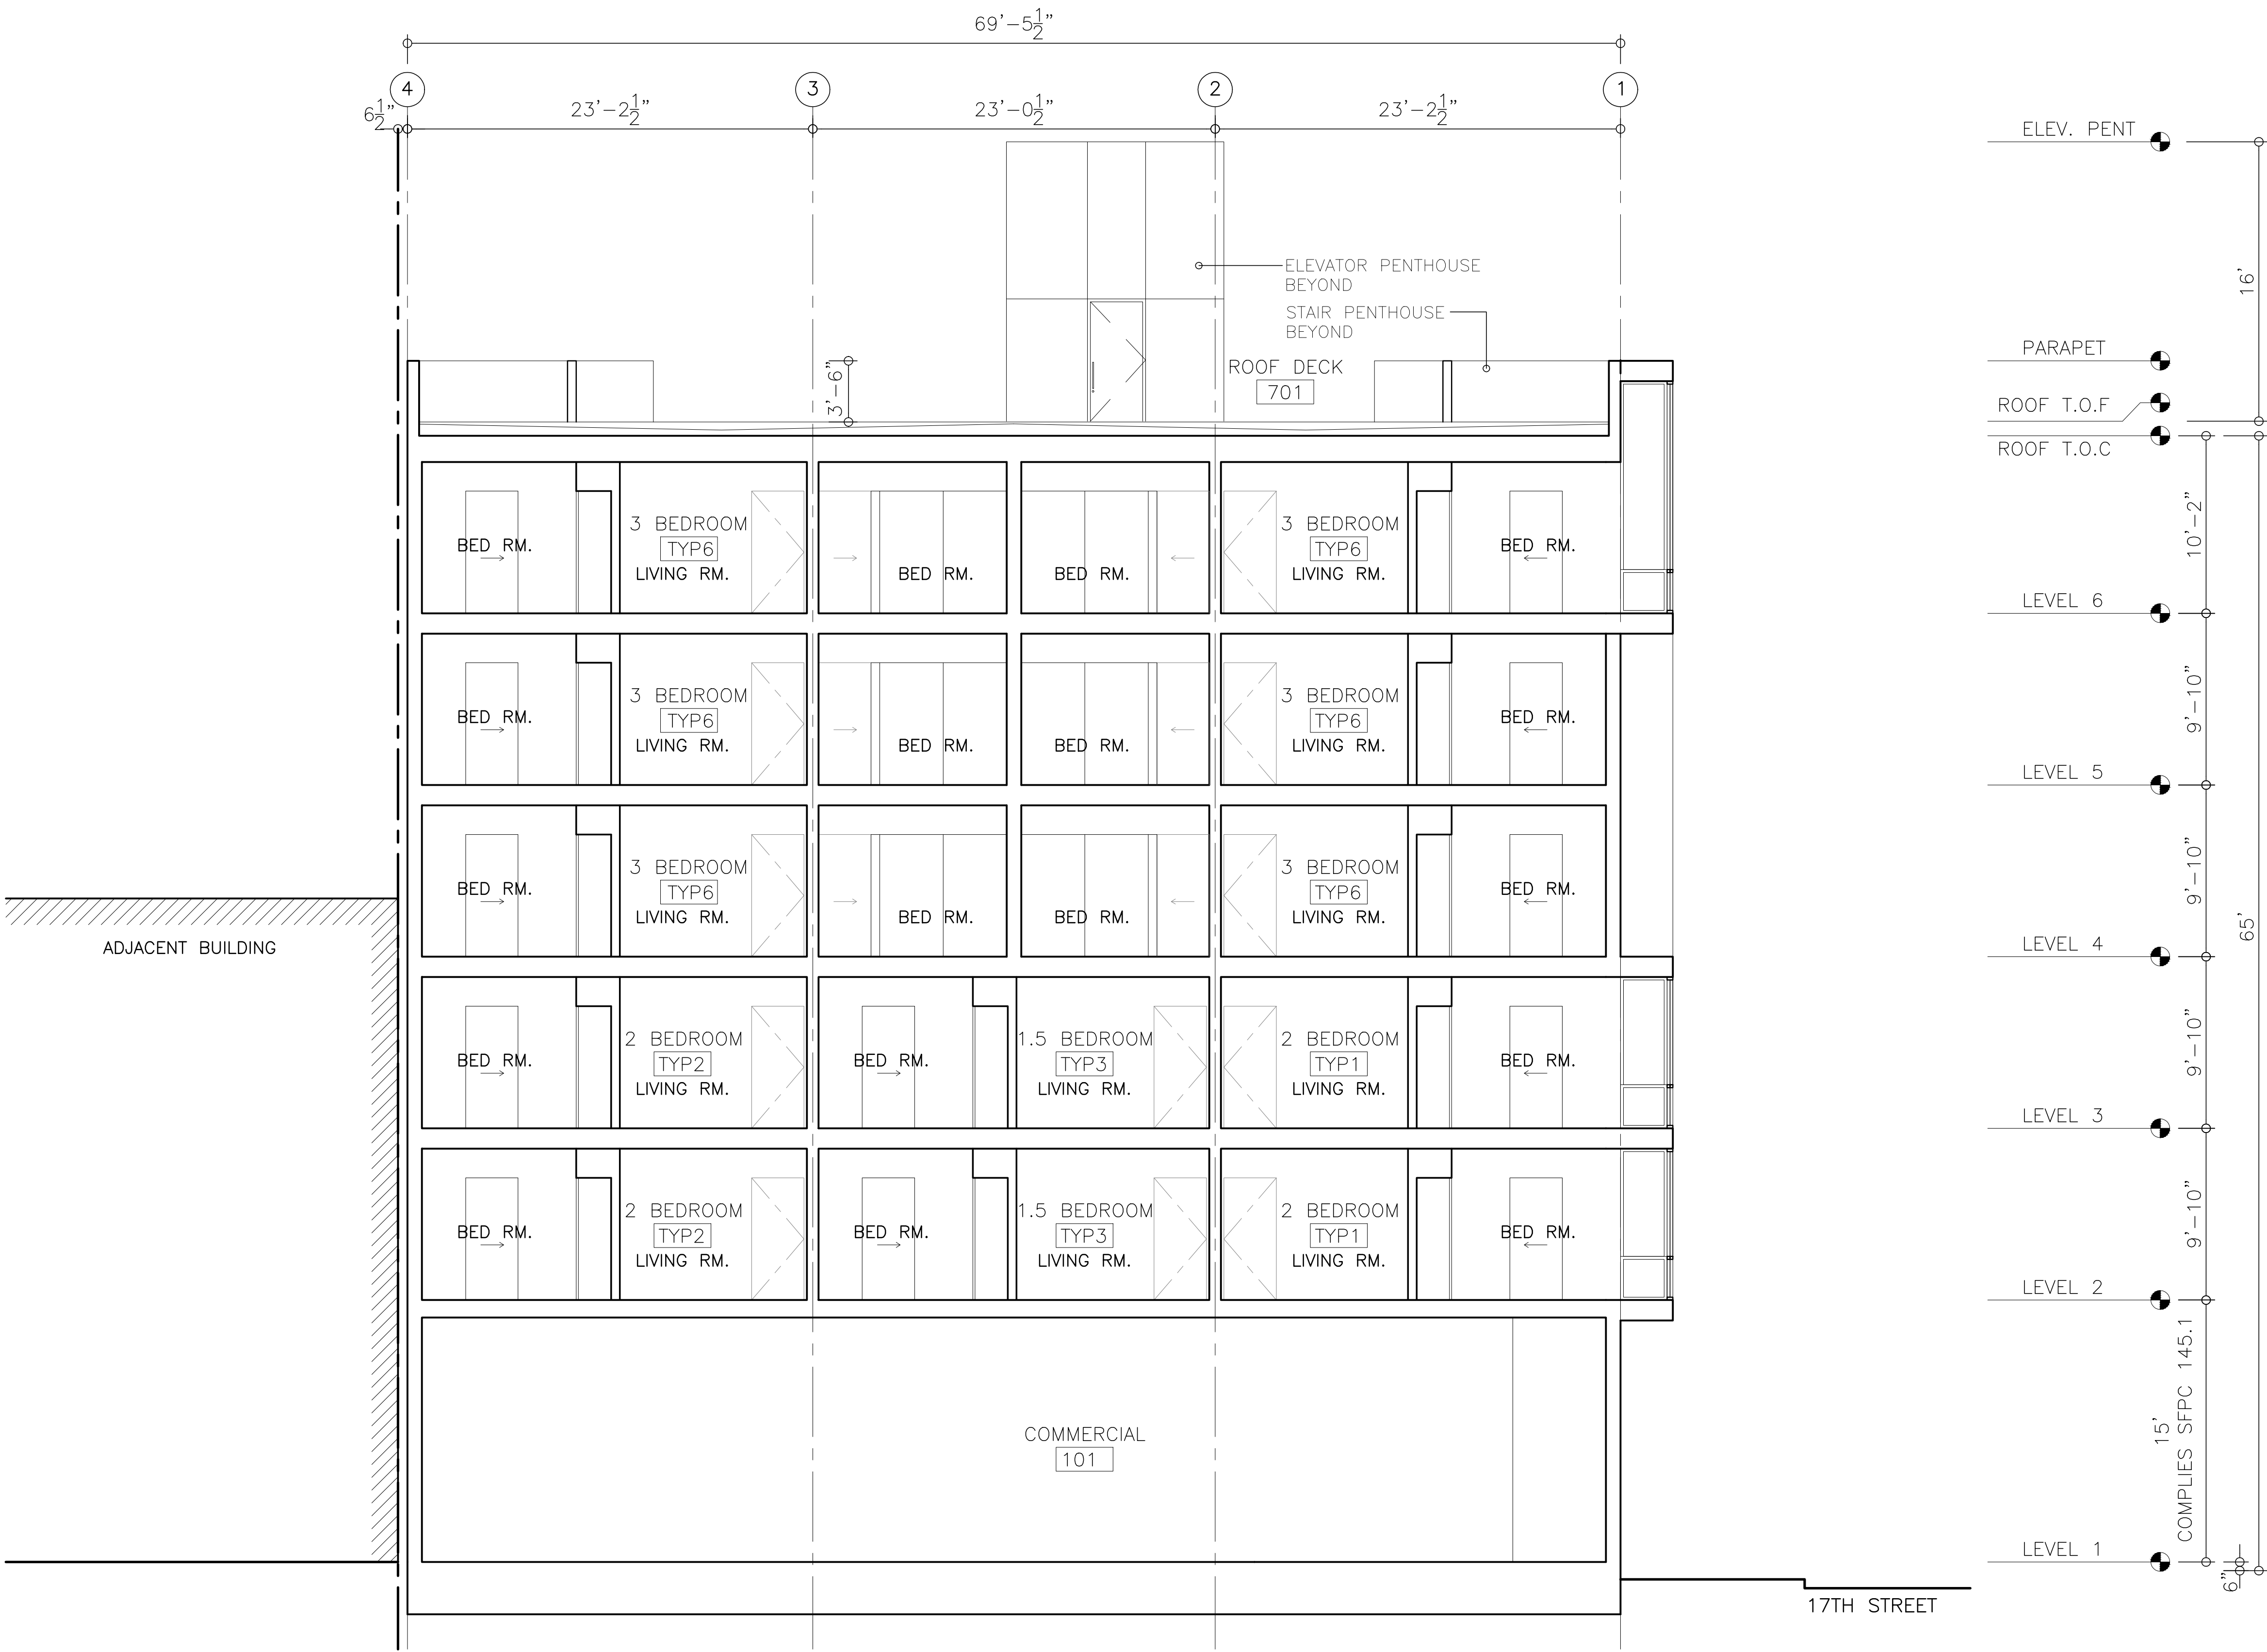 69'-5 1/2"
4
3
2
1
6 1/2"
23'-2 1/2"
23'-0 1/2"
23'-2 1/2"
ELEV. PENT
16'
ELEVATOR PENTHOUSE
BEYOND
STAIR PENTHOUSE
BEYOND
PARAPET
3'-6"
ROOF DECK
701
ROOF T.O.F
ROOF T.O.C
10'-2"
3 BEDROOM
TYP6
LIVING RM.
BED RM.
BED RM.
BED RM.
3 BEDROOM
TYP6
LIVING RM.
BED RM.
LEVEL 6
9'-10"
3 BEDROOM
TYP6
LIVING RM.
BED RM.
BED RM.
BED RM.
3 BEDROOM
TYP6
LIVING RM.
BED RM.
LEVEL 5
9'-10"
3 BEDROOM
TYP6
LIVING RM.
BED RM.
BED RM.
BED RM.
3 BEDROOM
TYP6
LIVING RM.
BED RM.
ADJACENT BUILDING
LEVEL 4
65'
9'-10"
2 BEDROOM
TYP2
LIVING RM.
BED RM.
BED RM.
1.5 BEDROOM
TYP3
LIVING RM.
2 BEDROOM
TYP1
LIVING RM.
BED RM.
LEVEL 3
9'-10"
2 BEDROOM
TYP2
LIVING RM.
BED RM.
BED RM.
1.5 BEDROOM
TYP3
LIVING RM.
2 BEDROOM
TYP1
LIVING RM.
BED RM.
LEVEL 2
15'
COMPLIES SFPC 145.1
COMMERCIAL
101
LEVEL 1
6"
17TH STREET